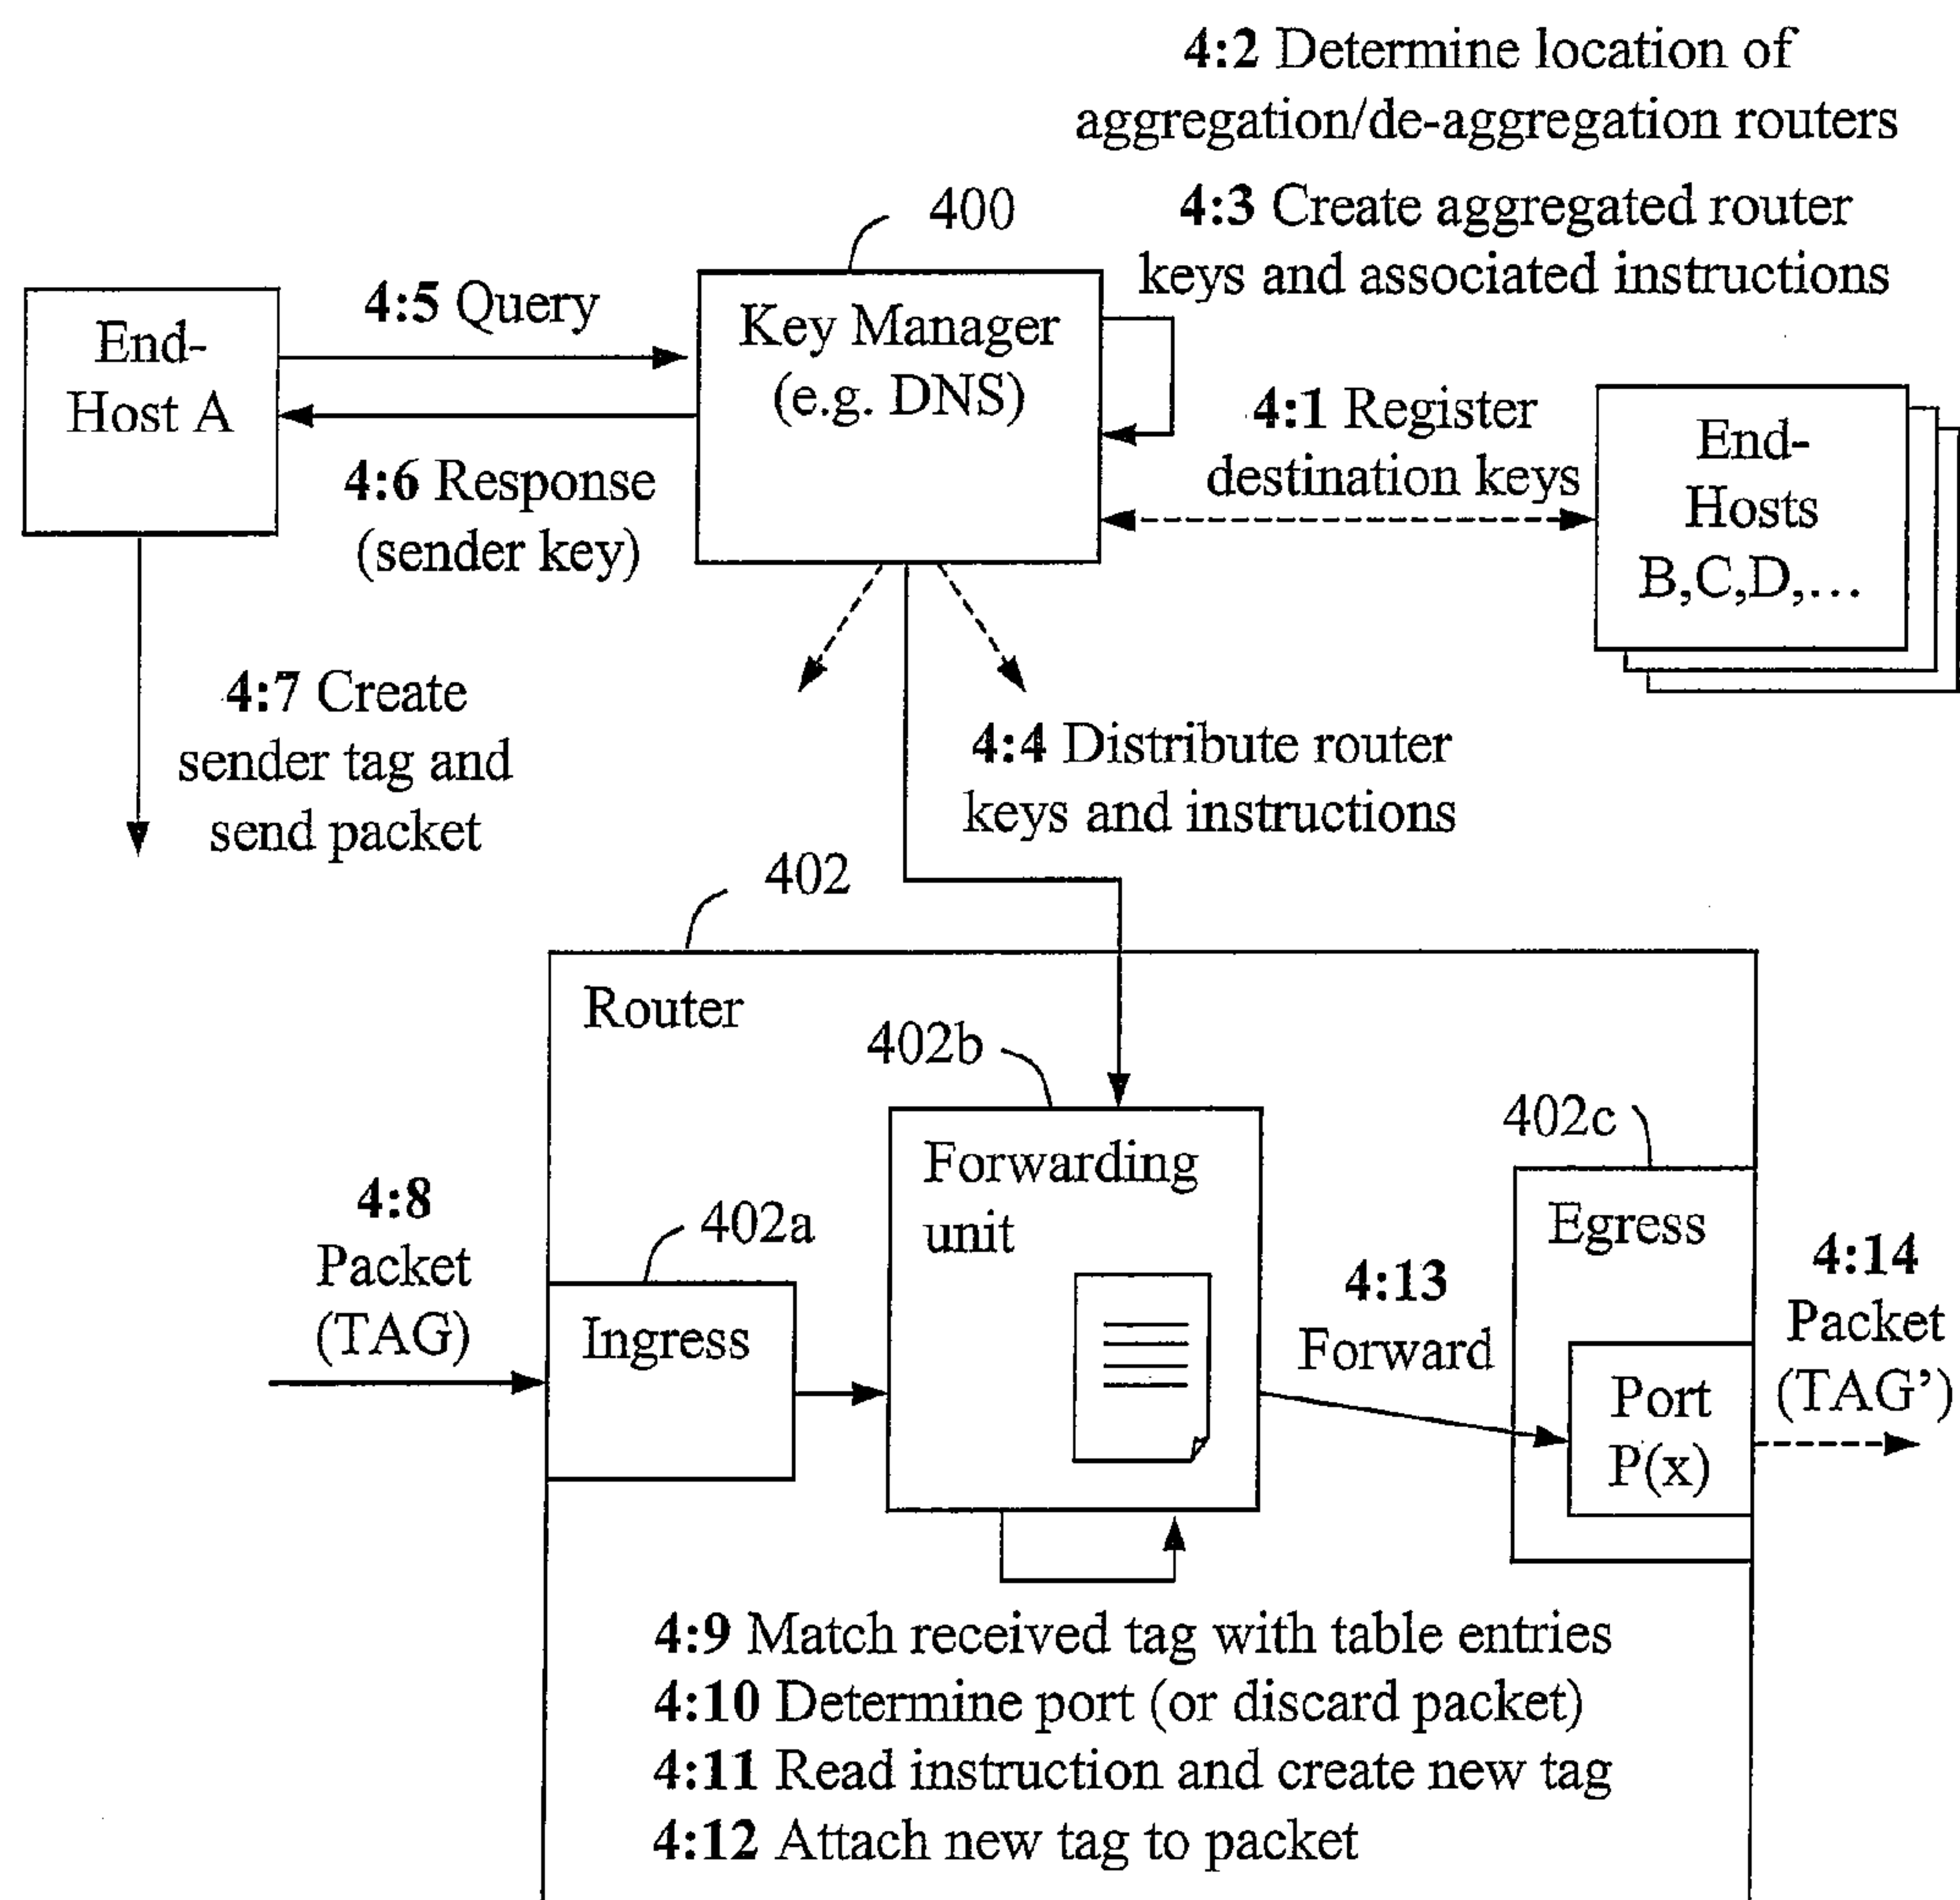 4:2 Determine location of
aggregation/de-aggregation routers
4:3 Create aggregated router
keys and associated instructions
400
End-
Host A
4:5 Query
Key Manager
(e.g. DNS)
4:6 Response
(sender key)
4:1 Register
destination keys
End-
Hosts
B,C,D,...
4:7 Create
sender tag and
send packet
4:4 Distribute router
keys and instructions
402
Router
402b
Forwarding
unit
402c
Egress
4:8
Packet
(TAG)
402a
Ingress
4:13
Forward
Port
P(x)
4:14
Packet
(TAG')
4:9 Match received tag with table entries
4:10 Determine port (or discard packet)
4:11 Read instruction and create new tag
4:12 Attach new tag to packet